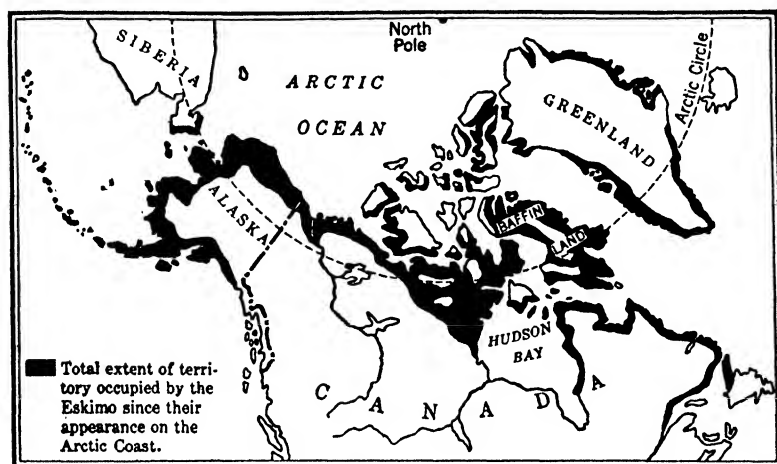 North
Pole
SIBERIA
ARCTIC
OCEAN
GREENLAND
Arctic Circle
ALASKA
BAFFIN
LAND
HUDSON
BAY
CANADA
Total extent of terri-
tory occupied by the
Eskimo since their
appearance on the
Arctic Coast.